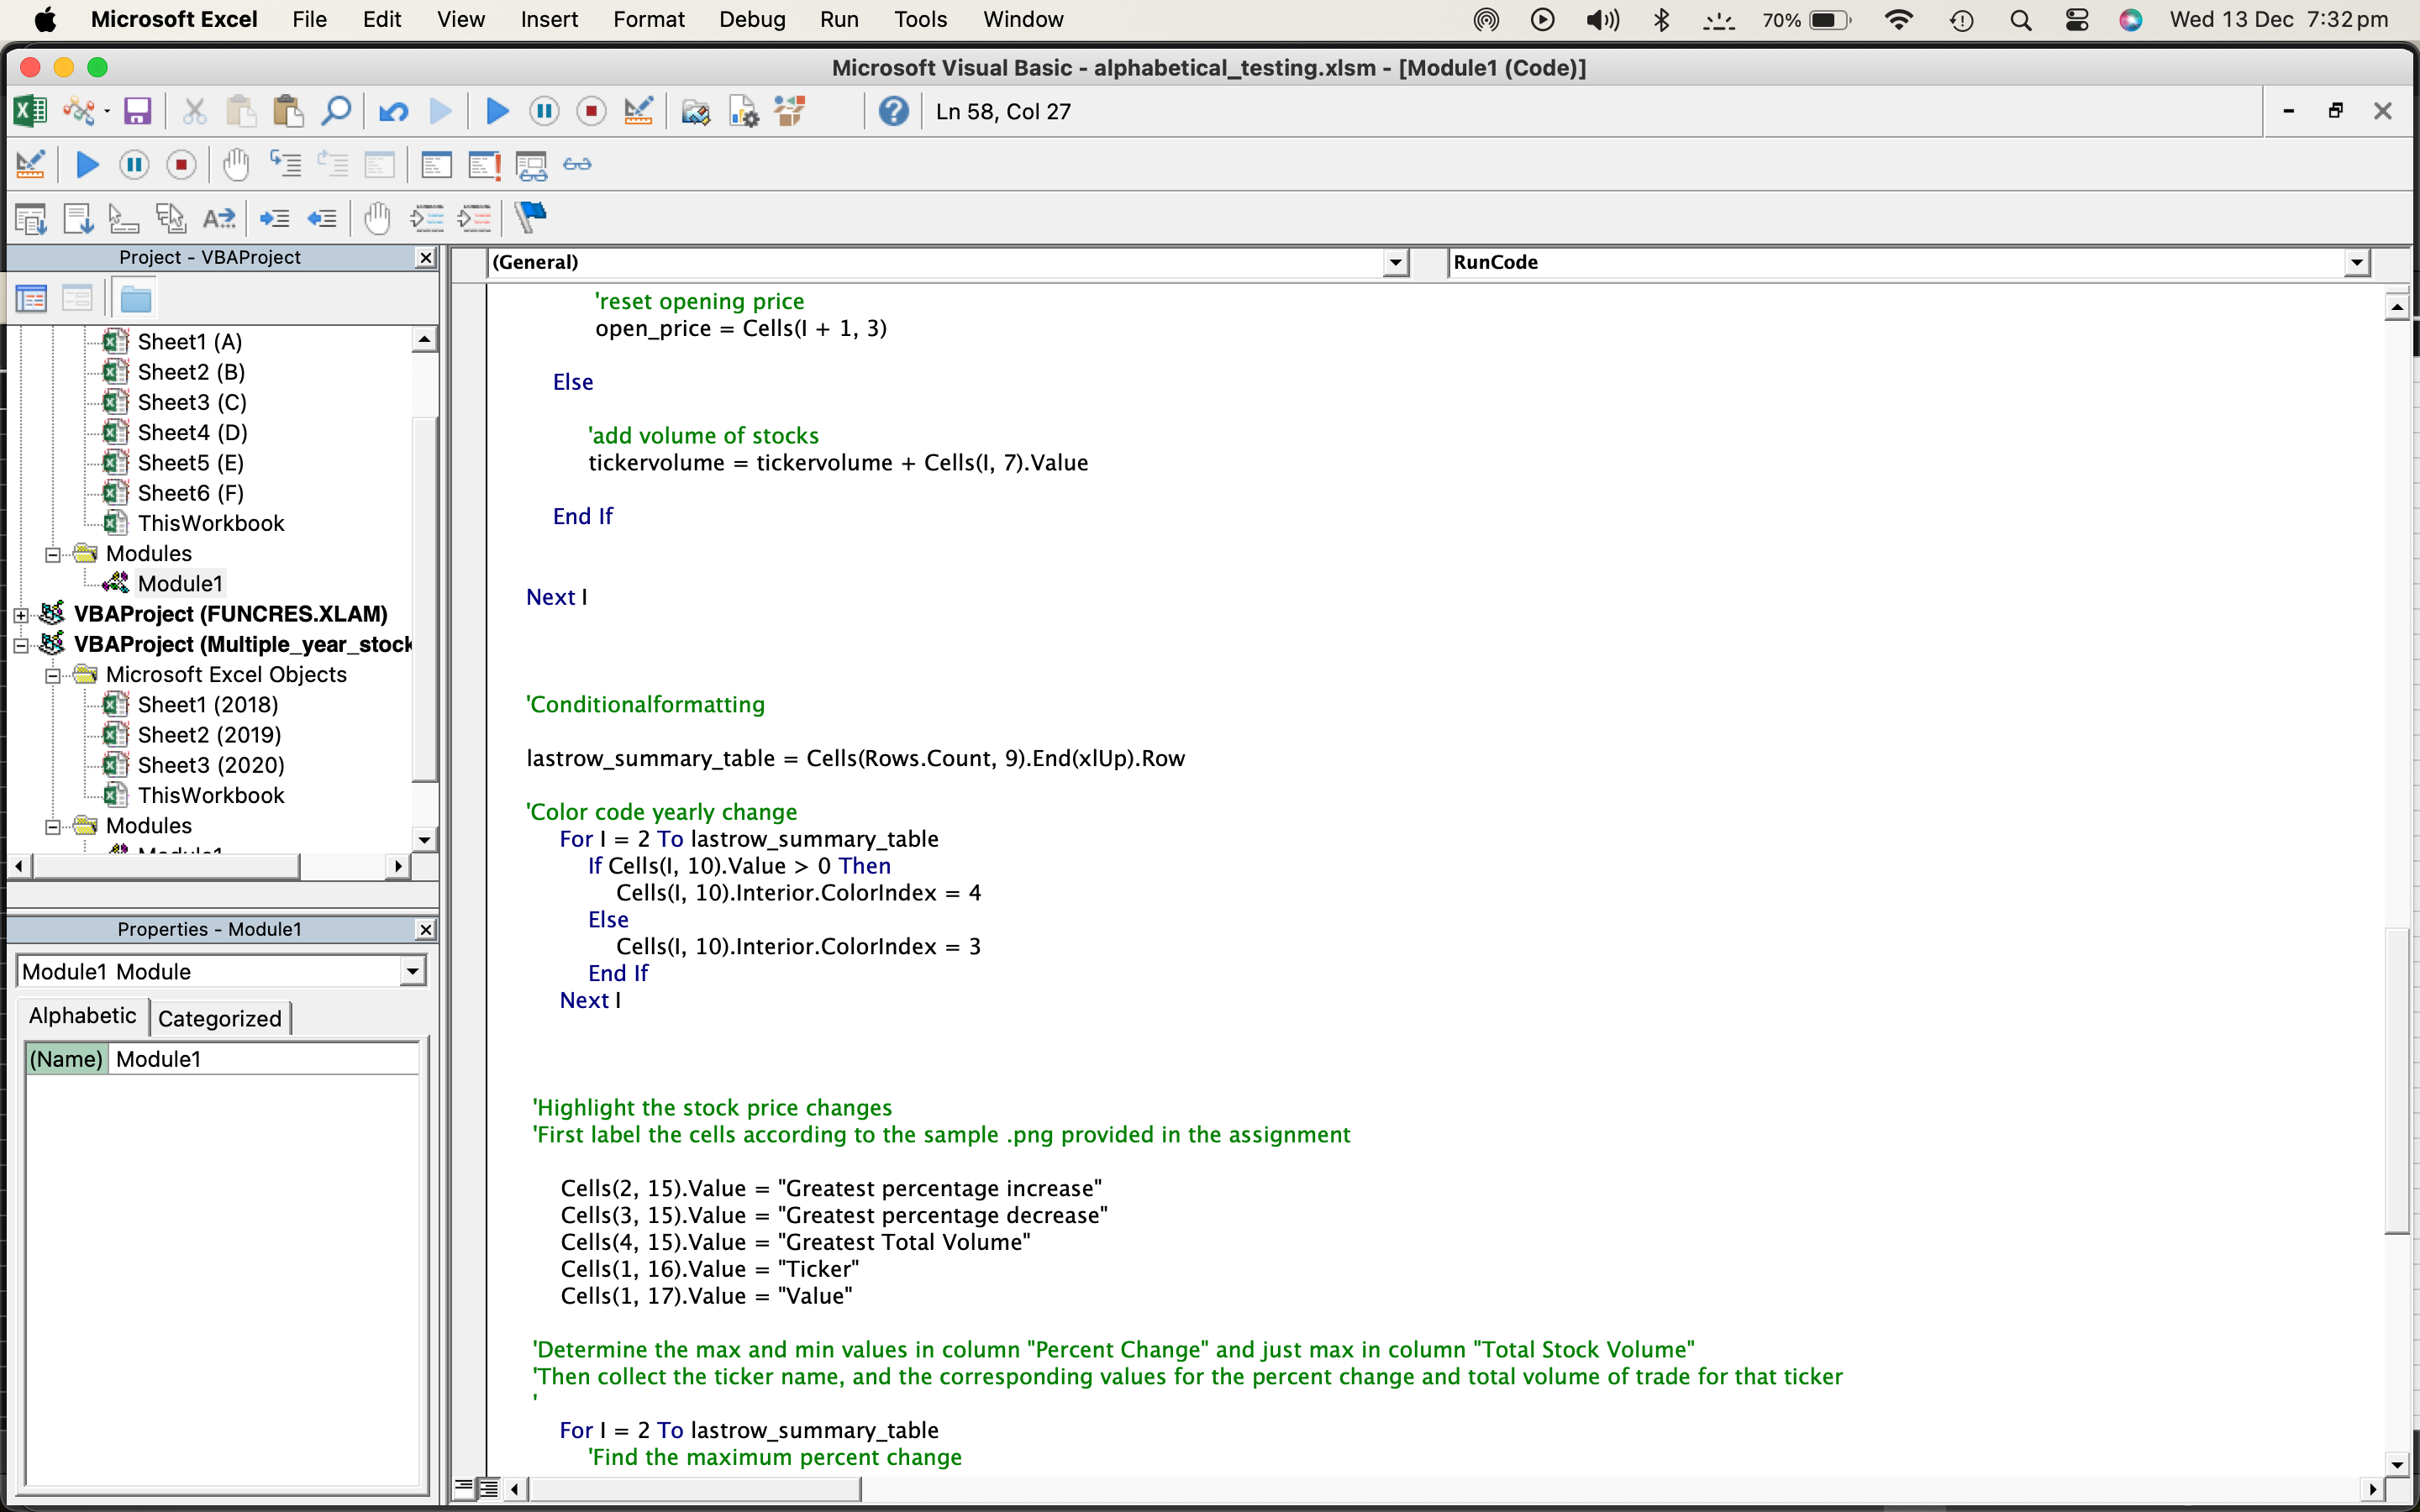 Microsoft Excel File Edit View Insert Format Debug Run Tools Window 70% Wed 13 Dec 7:32 pm
Microsoft Visual Basic - alphabetical_testing.xlsm - [Module1 (Code)]
Ln 58, Col 27
Project - VBAProject
Sheet1 (A)
Sheet2 (B)
Sheet3 (C)
Sheet4 (D)
Sheet5 (E)
Sheet6 (F)
ThisWorkbook
Modules
Module1
VBAProject (FUNCRES.XLAM)
VBAProject (Multiple_year_stock
Microsoft Excel Objects
Sheet1 (2018)
Sheet2 (2019)
Sheet3 (2020)
ThisWorkbook
Modules
Module1
Properties - Module1
Module1 Module
Alphabetic Categorized
(Name) Module1
(General) RunCode
'reset opening price
open_price = Cells(I + 1, 3)
Else
'add volume of stocks
tickervolume = tickervolume + Cells(I, 7).Value
End If
Next I
'Conditionalformatting
lastrow_summary_table = Cells(Rows.Count, 9).End(xlUp).Row
'Color code yearly change
For I = 2 To lastrow_summary_table
If Cells(I, 10).Value > 0 Then
Cells(I, 10).Interior.ColorIndex = 4
Else
Cells(I, 10).Interior.ColorIndex = 3
End If
Next I
'Highlight the stock price changes
'First label the cells according to the sample .png provided in the assignment
Cells(2, 15).Value = "Greatest percentage increase"
Cells(3, 15).Value = "Greatest percentage decrease"
Cells(4, 15).Value = "Greatest Total Volume"
Cells(1, 16).Value = "Ticker"
Cells(1, 17).Value = "Value"
'Determine the max and min values in column "Percent Change" and just max in column "Total Stock Volume"
'Then collect the ticker name, and the corresponding values for the percent change and total volume of trade for that ticker
'
For I = 2 To lastrow_summary_table
'Find the maximum percent change